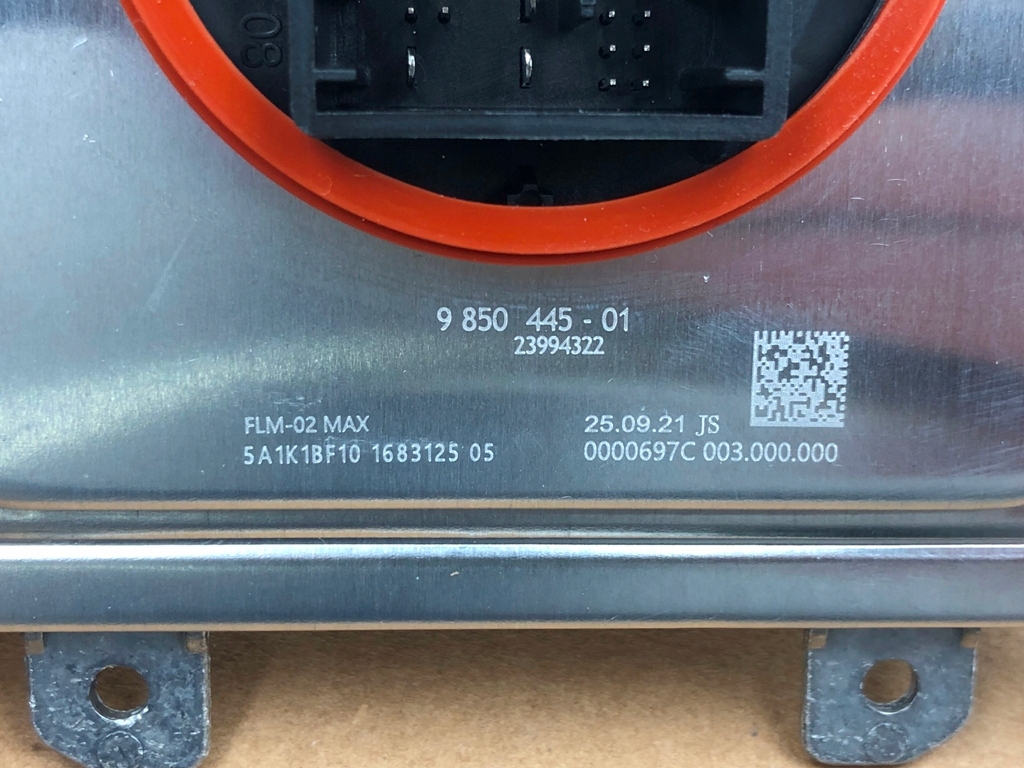 80
9 850 445 - 01
23994322
FLM-02 MAX
5A1K1BF10 1683125 05
25.09.21 JS
0000697C 003.000.000